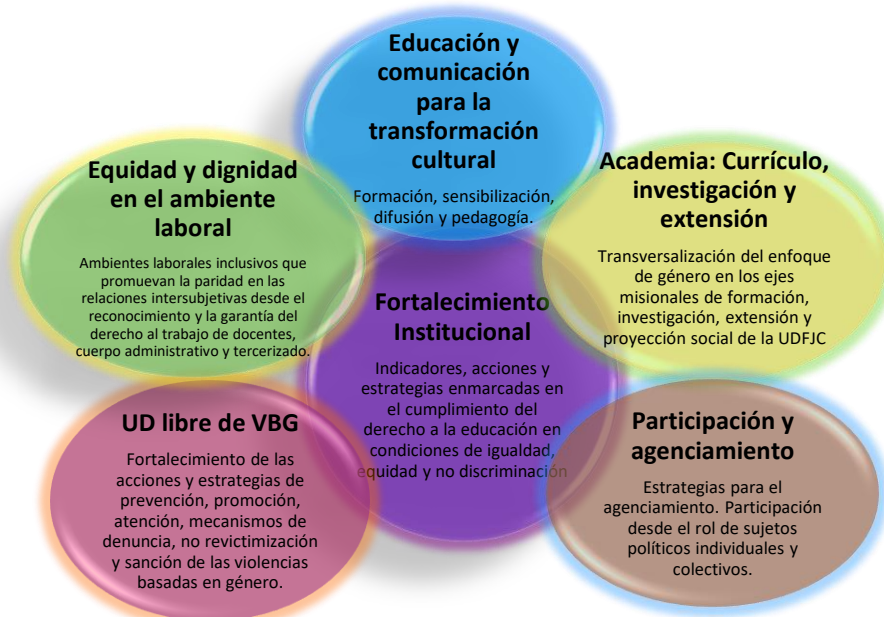 Educación y
comunicación
para la
transformación
cultural
Formación, sensibilización,
difusión y pedagogía.
Equidad y dignidad
en el ambiente
laboral
Ambientes laborales inclusivos que
promuevan la paridad en las
relaciones intersubjetivas desde el
reconocimiento y la garantía del
derecho al trabajo de docentes,
cuerpo administrativo y tercerizado.
Academia: Currículo,
investigación y
extensión
Transversalización del enfoque
de género en los ejes
misionales de formación,
investigación, extensión y
proyección social de la UDFJC
Fortalecimiento
Institucional
Indicadores, acciones y
estrategias enmarcadas en
el cumplimiento del
derecho a la educación en
condiciones de igualdad,
equidad y no discriminación
UD libre de VBG
Fortalecimiento de las
acciones y estrategias de
prevención, promoción,
atención, mecanismos de
denuncia, no revictimización
y sanción de las violencias
basadas en género.
Participación y
agenciamiento
Estrategias para el
agenciamiento. Participación
desde el rol de sujetos
políticos individuales y
colectivos.